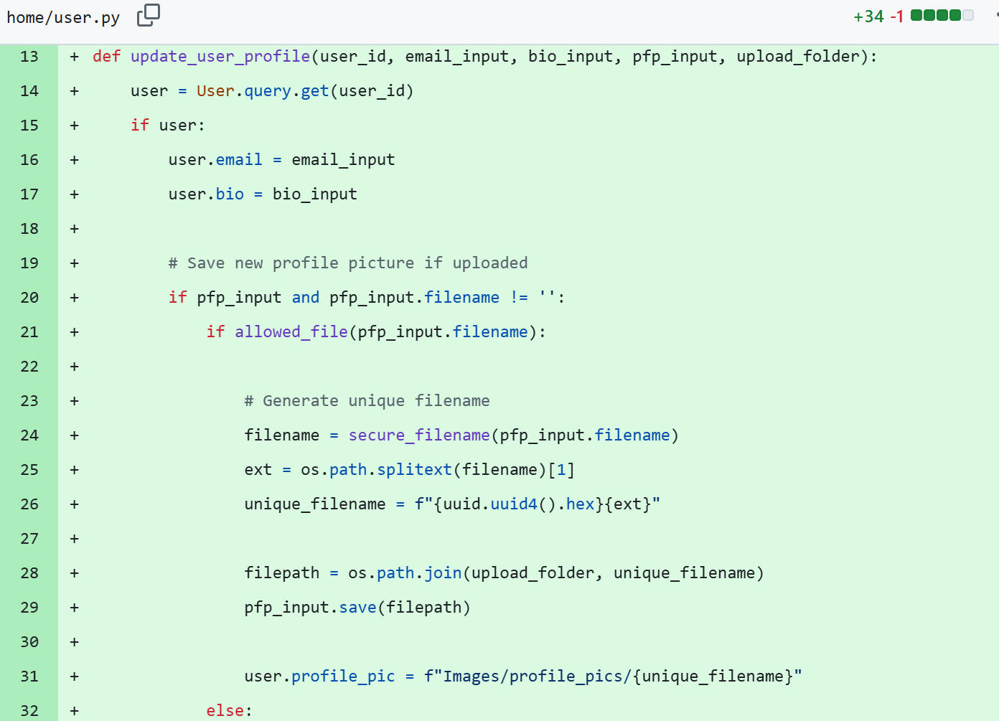 home/user.py +34 -1
13 + def update_user_profile(user_id, email_input, bio_input, pfp_input, upload_folder):
14 +     user = User.query.get(user_id)
15 +     if user:
16 +         user.email = email_input
17 +         user.bio = bio_input
18 +
19 +         # Save new profile picture if uploaded
20 +         if pfp_input and pfp_input.filename != '':
21 +             if allowed_file(pfp_input.filename):
22 +
23 +                 # Generate unique filename
24 +                 filename = secure_filename(pfp_input.filename)
25 +                 ext = os.path.splitext(filename)[1]
26 +                 unique_filename = f"{uuid.uuid4().hex}{ext}"
27 +
28 +                 filepath = os.path.join(upload_folder, unique_filename)
29 +                 pfp_input.save(filepath)
30 +
31 +                 user.profile_pic = f"Images/profile_pics/{unique_filename}"
32 +             else: